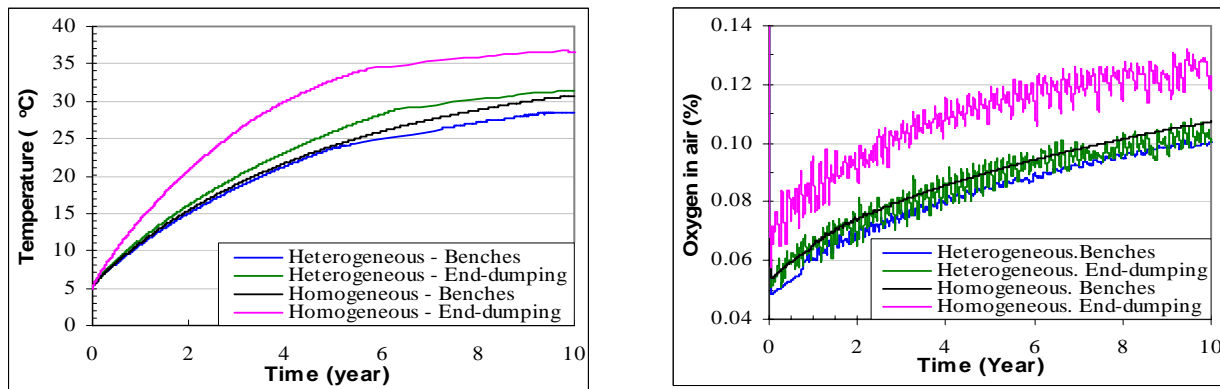 40
35
30
25
20
15
10
5
0
Temperature ( ºC)
Heterogeneous - Benches
Heterogeneous - End-dumping
Homogeneous - Benches
Homogeneous - End-dumping
0 2 4 6 8 10
Time (year)
0.14
0.12
0.10
0.08
0.06
0.04
Oxygen in air (%)
Heterogeneous.Benches
Heterogeneous. End-dumping
Homogeneous. Benches
Homogeneous. End-dumping
0 2 4 6 8 10
Time (Year)